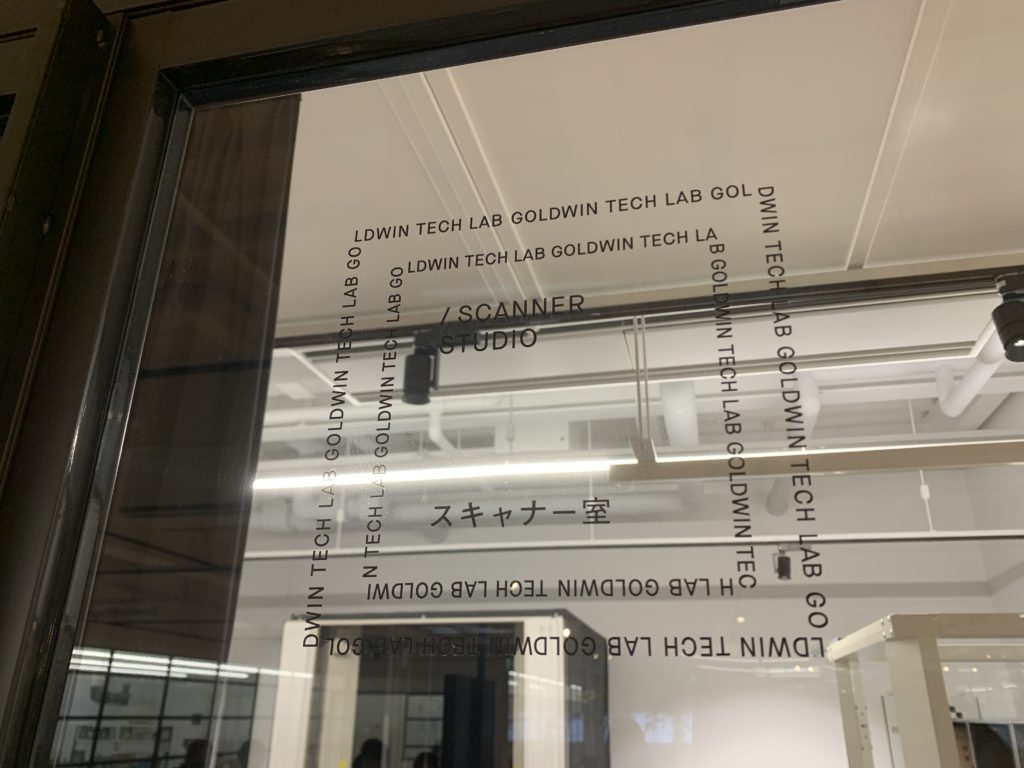 LDWIN TECH LAB GOLDWIN TECH LAB GOL
DWIN TECH LAB GOLDWIN TECH LAB GO
LDWIN TECH LAB GOLDWIN TECH LAB GOL
DWIN TECH LAB GOLDWIN TECH LAB GO
LDWIN TECH LAB GOLDWIN TECH LA
B GOLDWIN TECH LAB GOLDWIN TEC
H LAB GOLDWIN TECH LAB GOLDWI
N TECH LAB GOLDWIN TECH LAB GO
/ SCANNER
STUDIO
スキャナー室